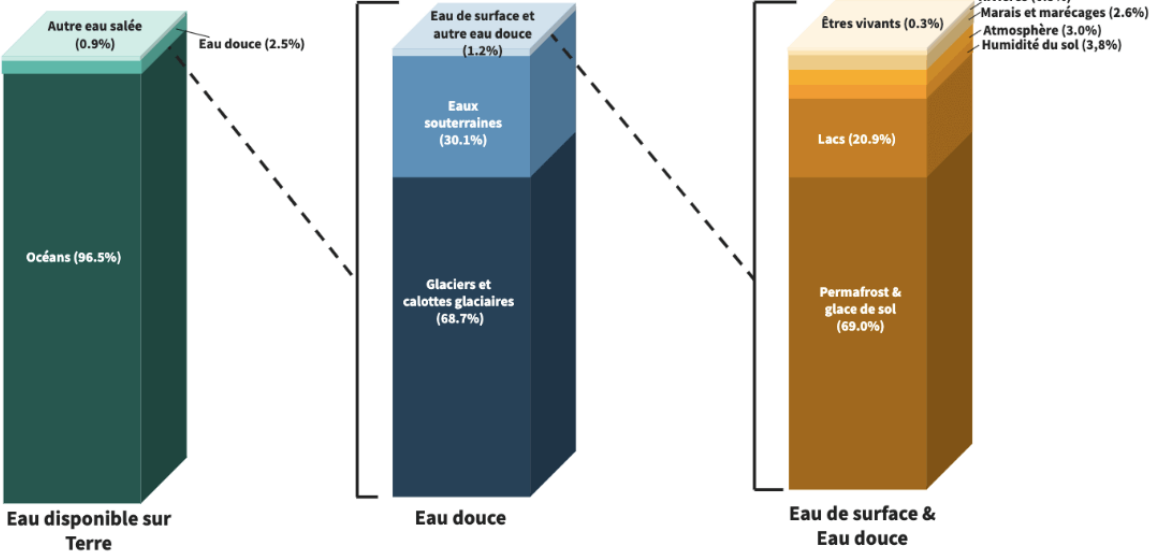 Autre eau salée
(0.9%)
Eau douce (2.5%)
Océans (96.5%)
Eau disponible sur
Terre
Eau de surface et
autre eau douce
(1.2%)
Eaux
souterraines
(30.1%)
Glaciers et
calottes glaciaires
(68.7%)
Eau douce
Êtres vivants (0.3%)
Marais et marécages (2.6%)
Atmosphère (3.0%)
Humidité du sol (3,8%)
Lacs (20.9%)
Permafrost &
glace de sol
(69.0%)
Eau de surface &
Eau douce